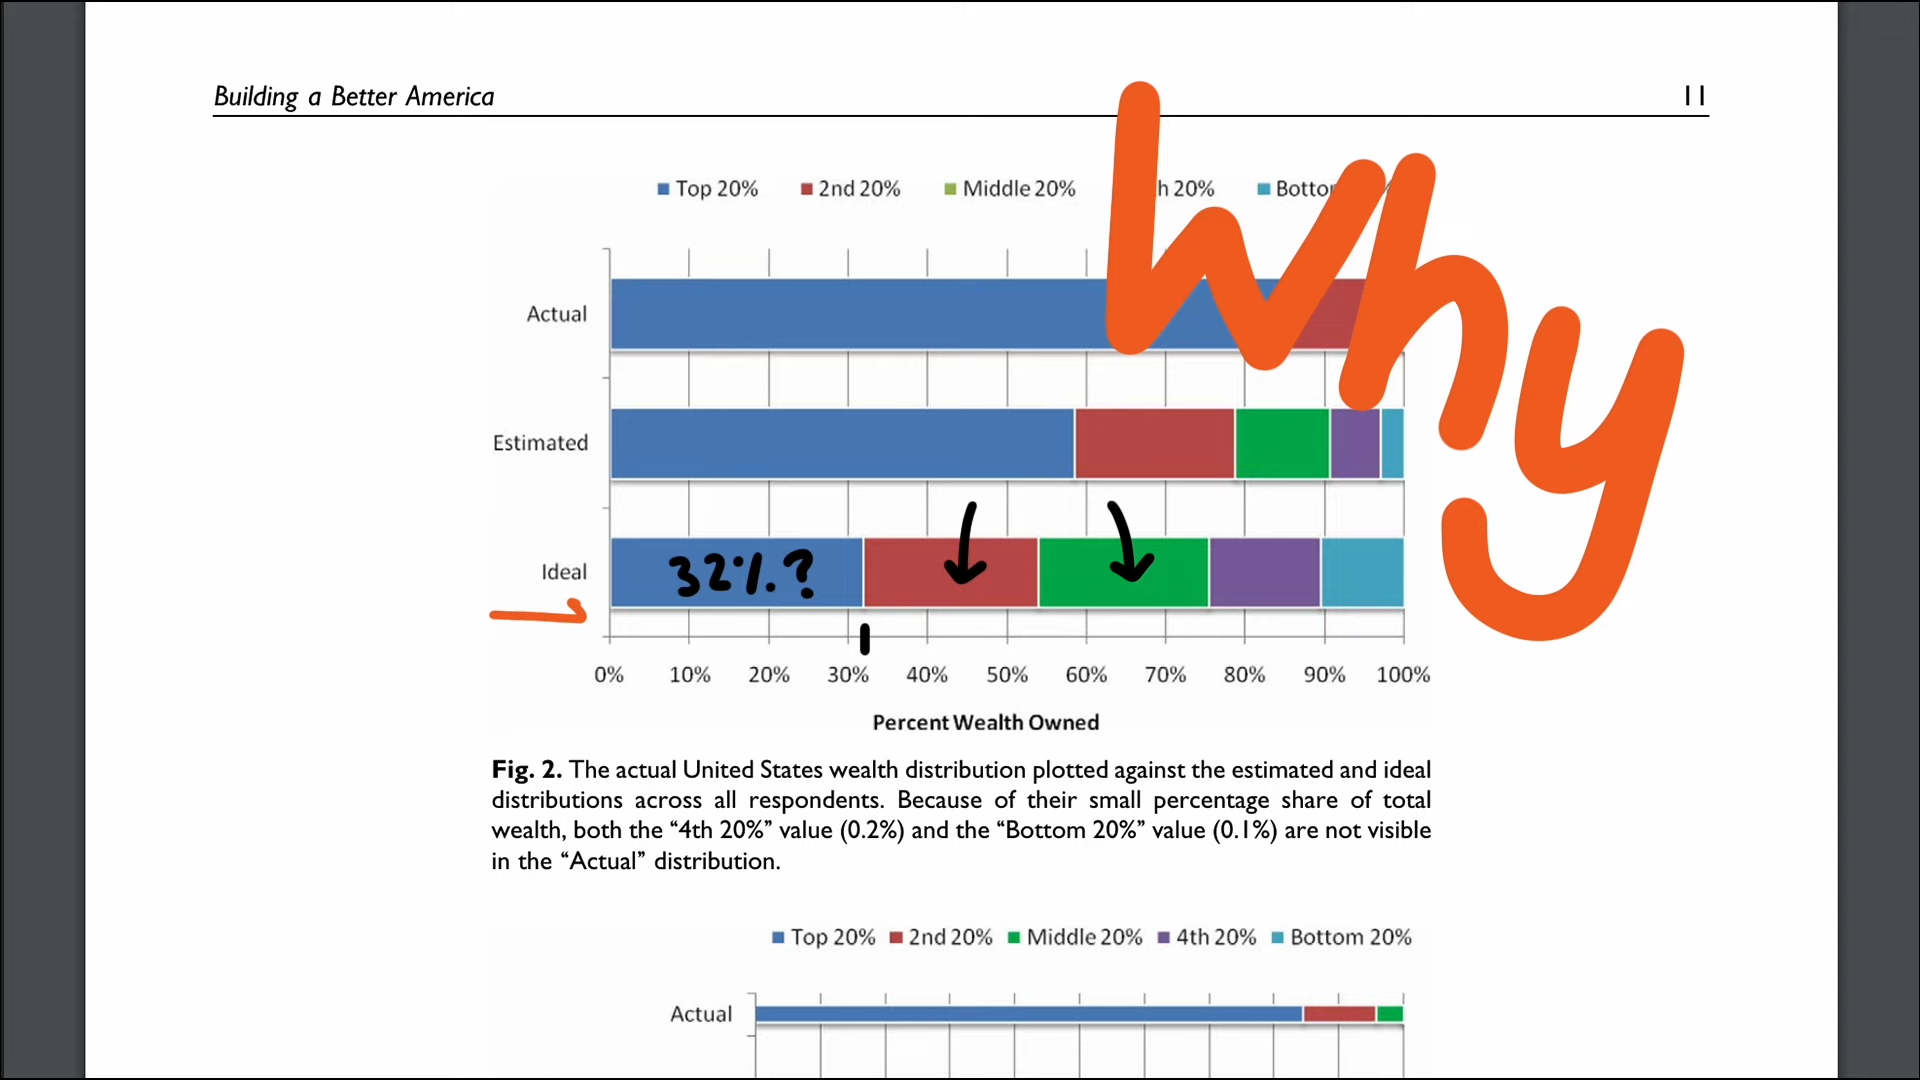 Building a Better America 11
Why
Top 20% 2nd 20% Middle 20% h 20%
Actual
Estimated
Ideal 32%.?
0% 10% 20% 30% 40% 50% 60% 70% 80% 90% 100%
Percent Wealth Owned
Fig. 2. The actual United States wealth distribution plotted against the estimated and ideal
distributions across all respondents. Because of their small percentage share of total
wealth, both the “4th 20%” value (0.2%) and the “Bottom 20%” value (0.1%) are not visible
in the “Actual” distribution.
Top 20% 2nd 20% Middle 20% 4th 20% Bottom 20%
Actual